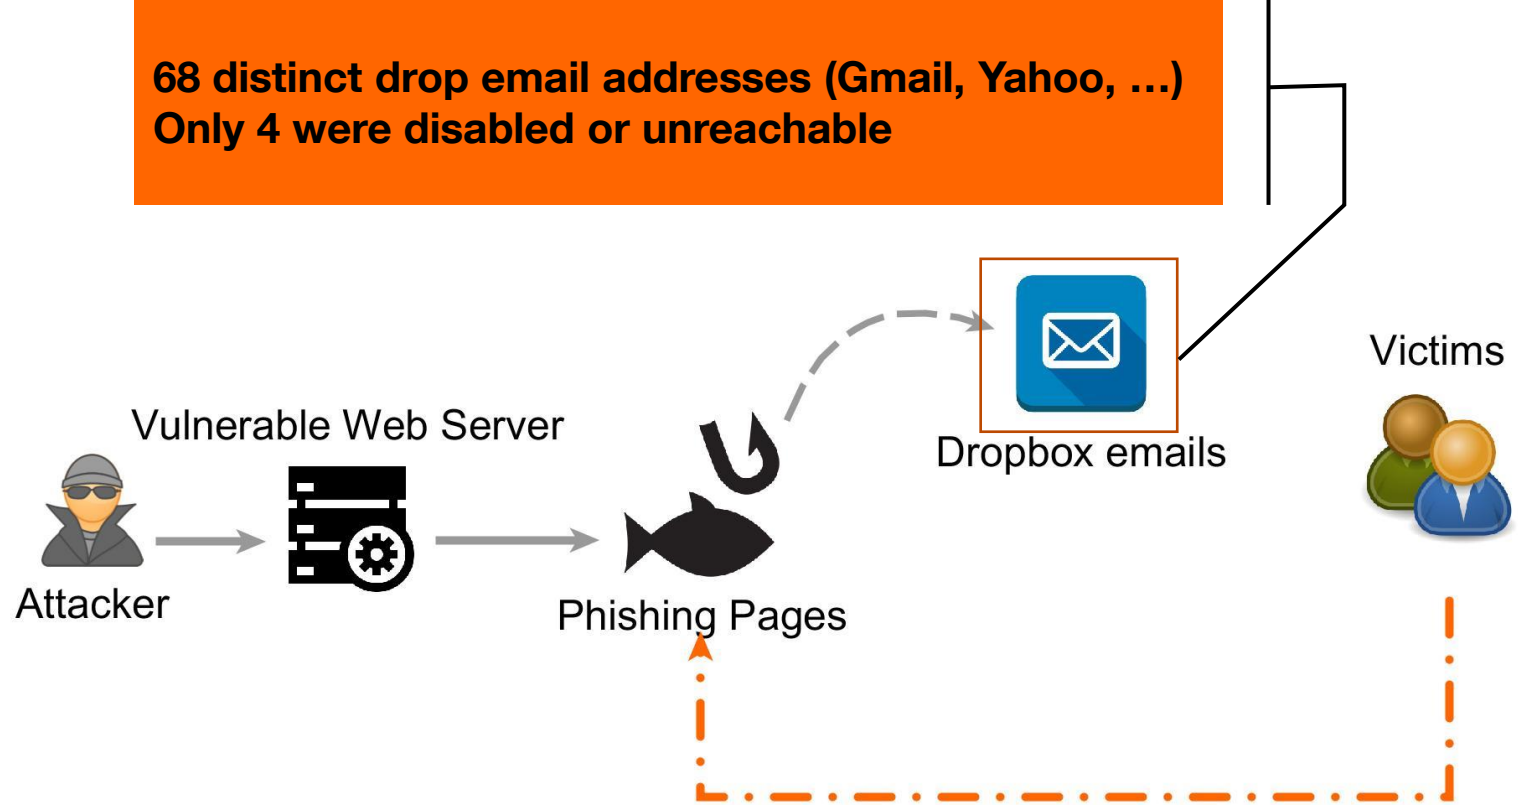 68 distinct drop email addresses (Gmail, Yahoo, …)
Only 4 were disabled or unreachable
Victims
Vulnerable Web Server
Dropbox emails
Attacker
Phishing Pages